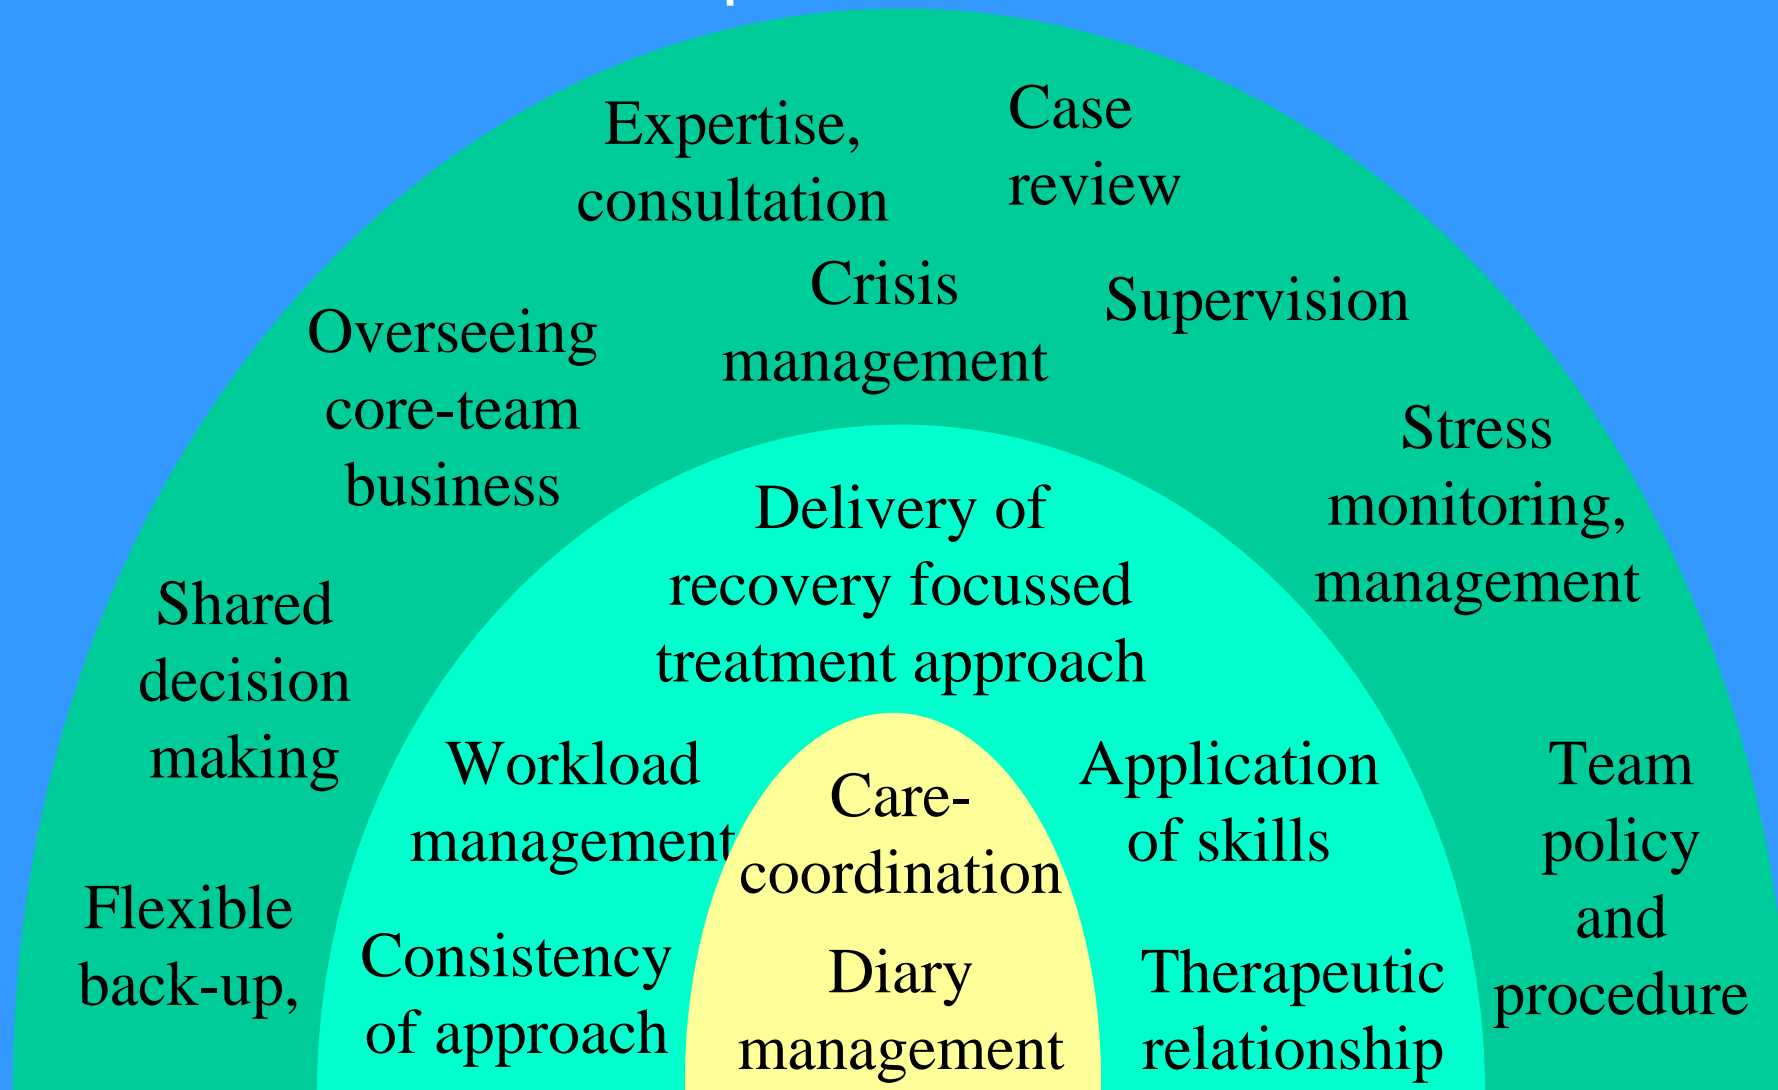 Expertise,
consultation
Case
review
Crisis
management
Supervision
Overseeing
core-team
business
Stress
monitoring,
management
Shared
decision
making
Flexible
back-up,
Team
policy
and
procedure
Delivery of
recovery focussed
treatment approach
Workload
management
Application
of skills
Consistency
of approach
Therapeutic
relationship
Care-
coordination
Diary
management